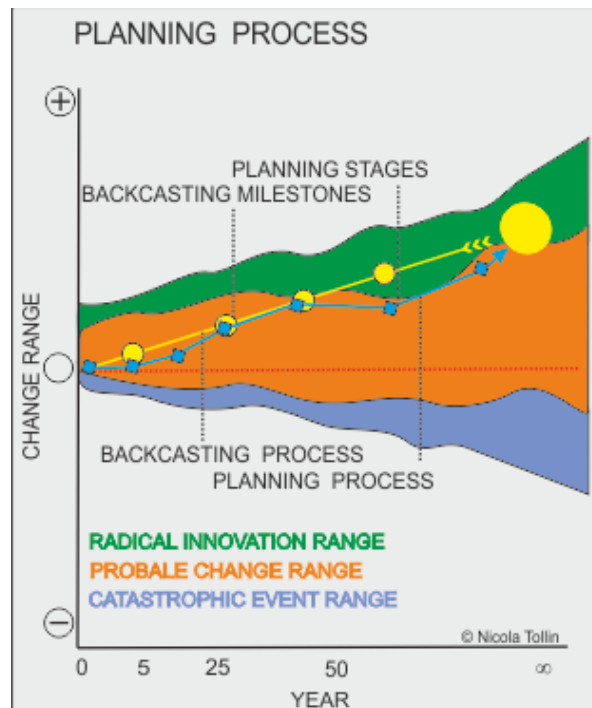 PLANNING PROCESS
+
PLANNING STAGES
BACKCASTING MILESTONES
CHANGE RANGE
BACKCASTING PROCESS
PLANNING PROCESS
RADICAL INNOVATION RANGE
PROBALE CHANGE RANGE
CATASTROPHIC EVENT RANGE
−
© Nicola Tollin
0 5 25 50 ∞
YEAR